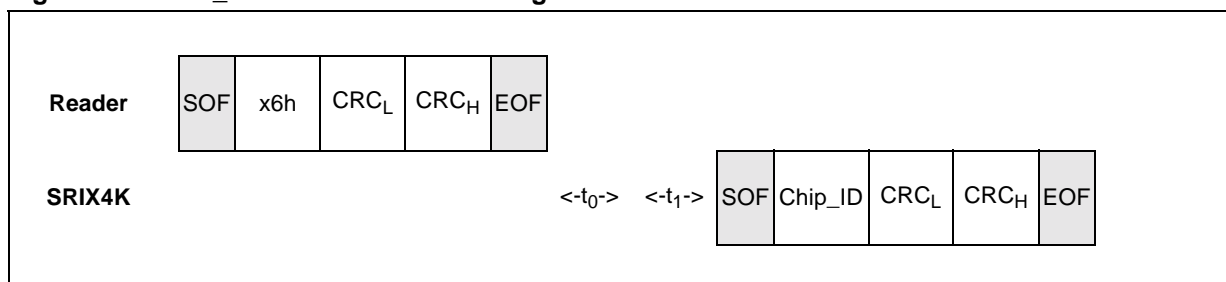 Reader SOF x6h CRCL CRCH EOF
SRIX4K <-t0-> <-t1-> SOF Chip_ID CRCL CRCH EOF